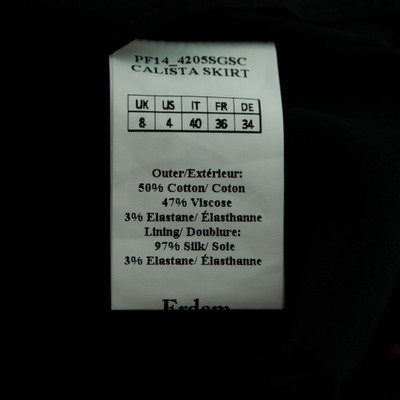 PF14_4205SGSC
CALISTA SKIRT
UK US IT FR DE
8 4 40 36 34
Outer/Extérieur:
50% Cotton/ Coton
47% Viscose
3% Elastane/ Élasthanne
Lining/ Doublure:
97% Silk/ Soie
3% Elastane/ Élasthanne
Erdem